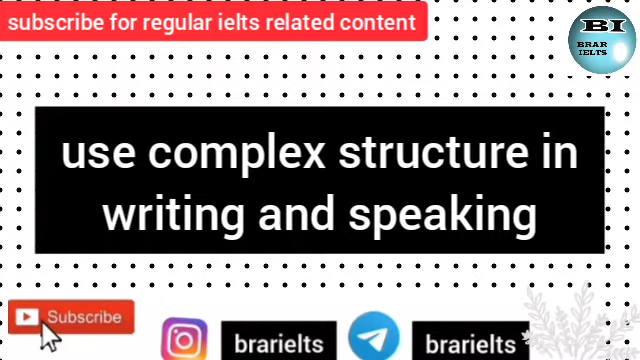 subscribe for regular ielts related content
BI
BRAR
IELTS
use complex structure in
writing and speaking
Subscribe
brarielts
brarielts